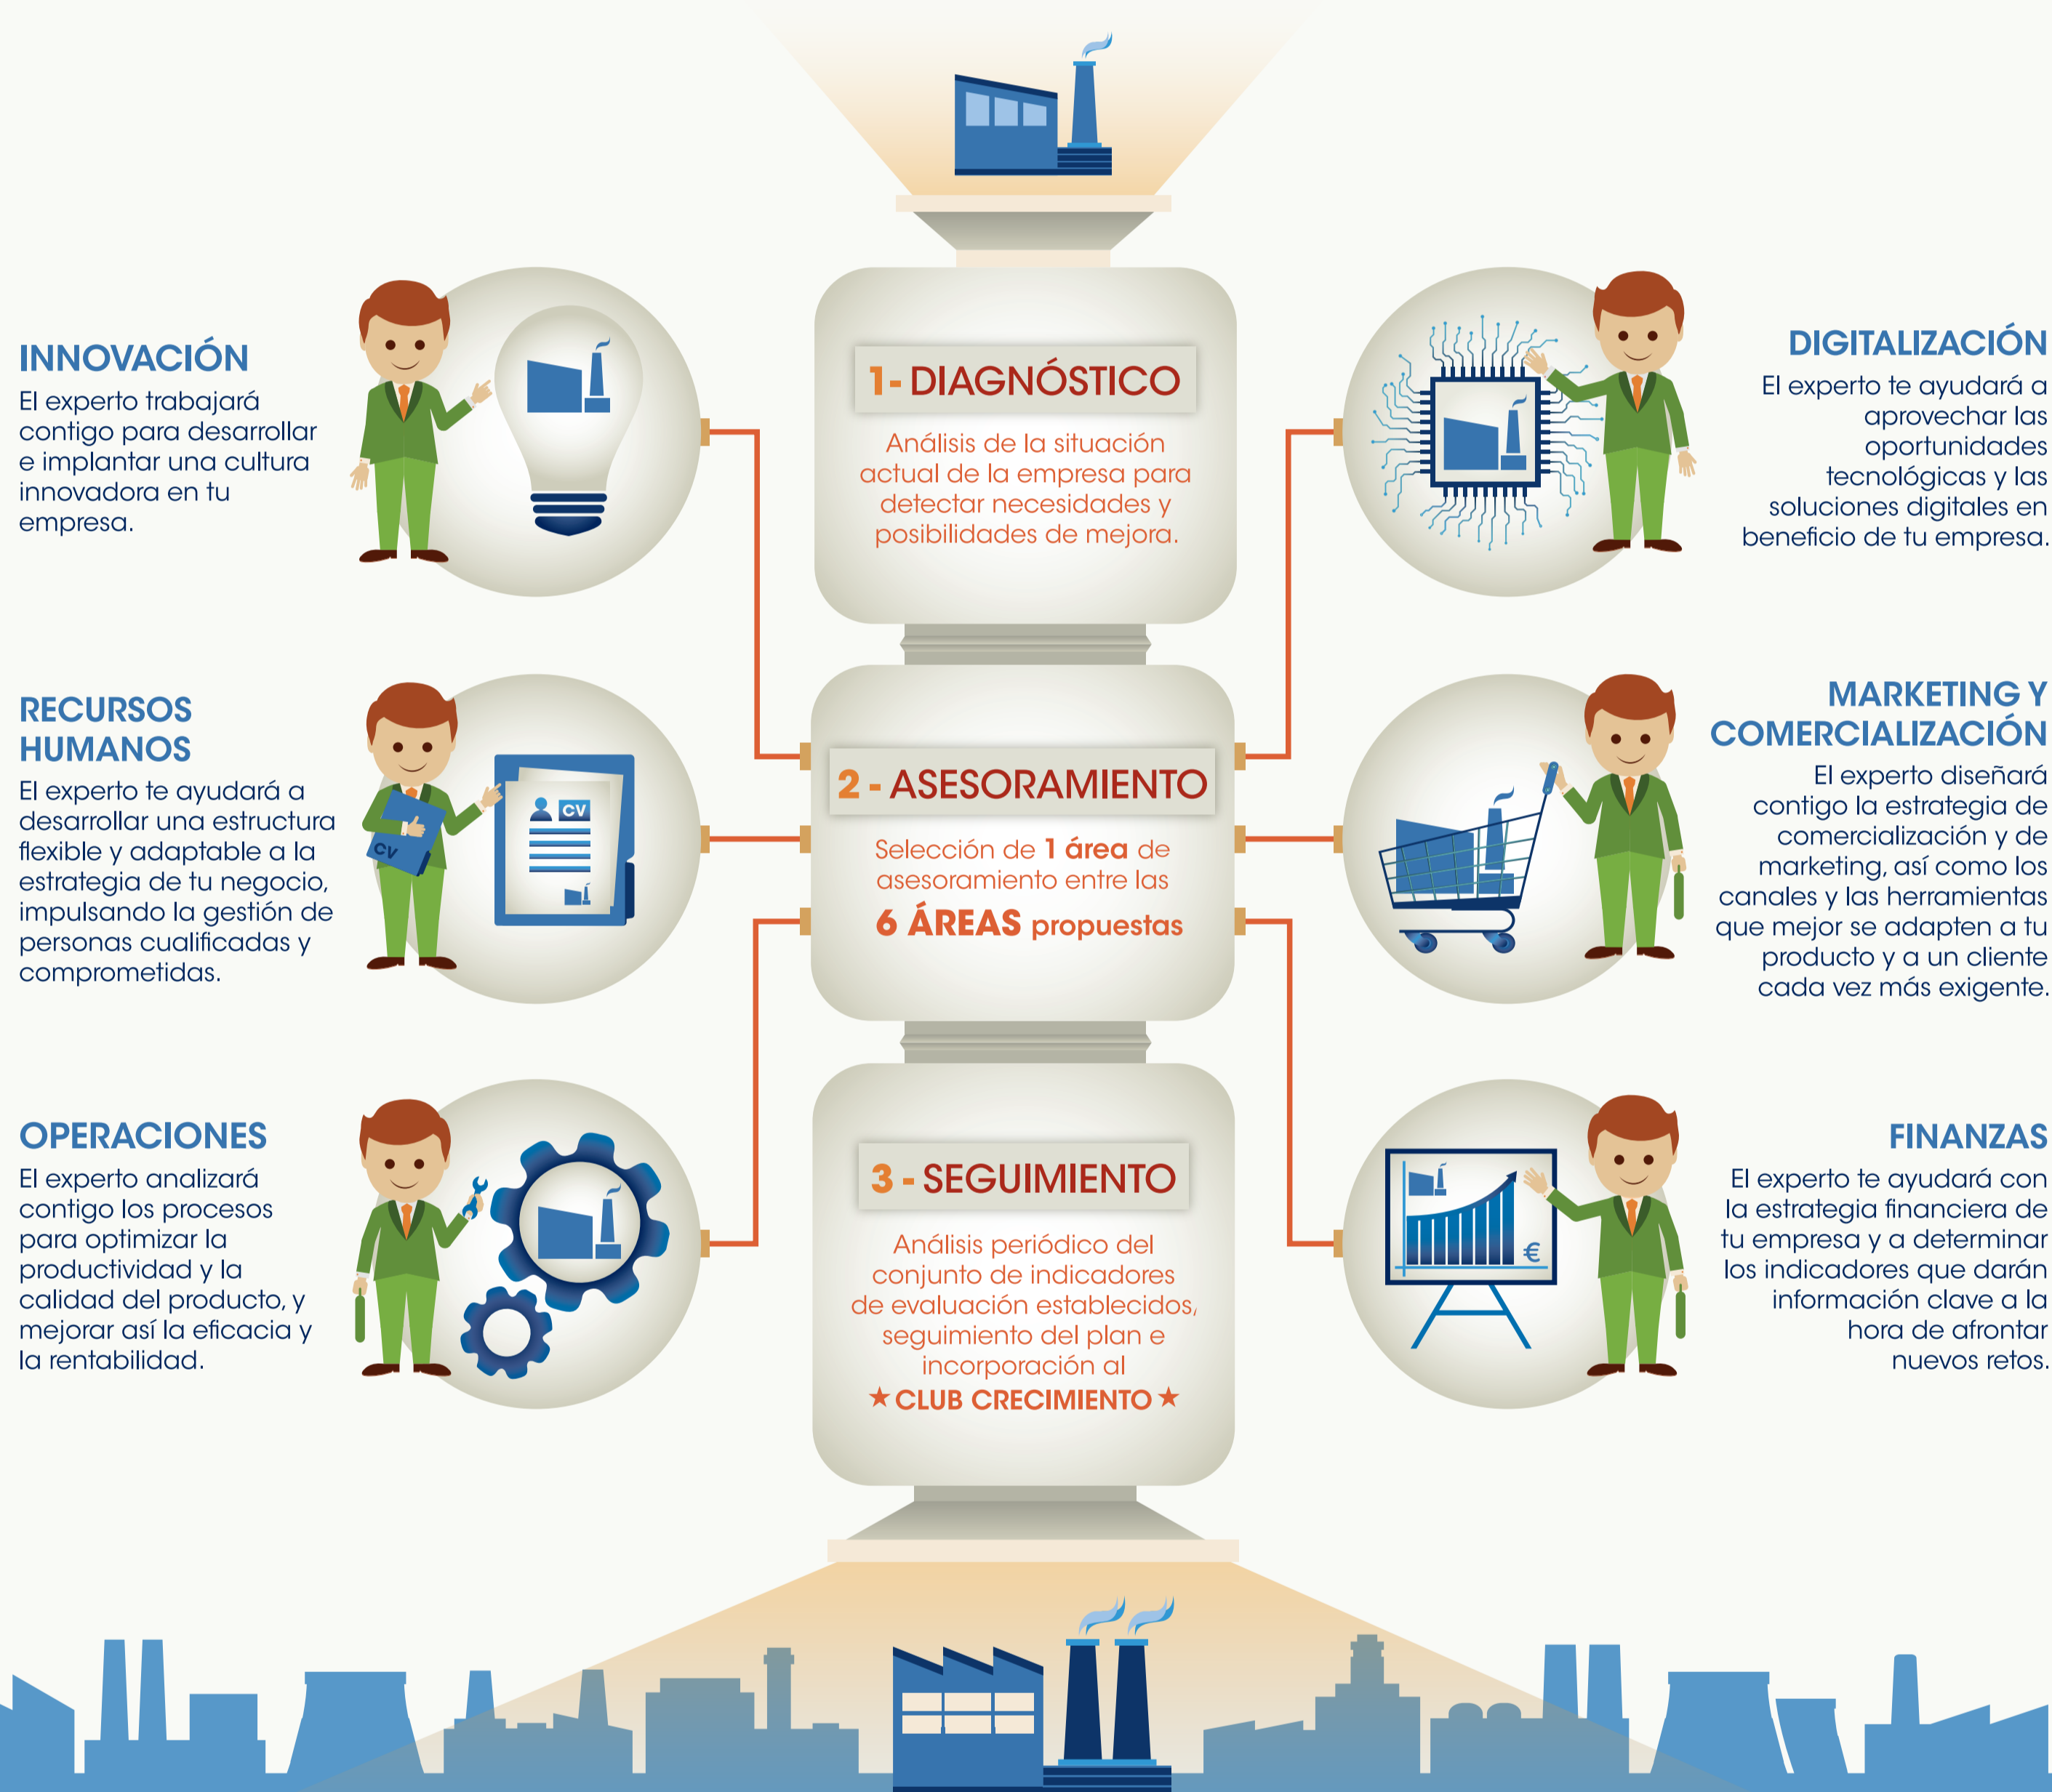 1- DIAGNÓSTICO
Análisis de la situación
actual de la empresa para
detectar necesidades y
posibilidades de mejora.
INNOVACIÓN
El experto trabajará
contigo para desarrollar
e implantar una cultura
innovadora en tu
empresa.
DIGITALIZACIÓN
El experto te ayudará a
aprovechar las
oportunidades
tecnológicas y las
soluciones digitales en
beneficio de tu empresa.
RECURSOS
HUMANOS
El experto te ayudará a
desarrollar una estructura
flexible y adaptable a la
estrategia de tu negocio,
impulsando la gestión de
personas cualificadas y
comprometidas.
CV
CV
2 - ASESORAMIENTO
Selección de 1 área de
asesoramiento entre las
6 ÁREAS propuestas
MARKETING Y
COMERCIALIZACIÓN
El experto diseñará
contigo la estrategia de
comercialización y de
marketing, así como los
canales y las herramientas
que mejor se adapten a tu
producto y a un cliente
cada vez más exigente.
OPERACIONES
El experto analizará
contigo los procesos
para optimizar la
productividad y la
calidad del producto, y
mejorar así la eficacia y
la rentabilidad.
3 - SEGUIMIENTO
Análisis periódico del
conjunto de indicadores
de evaluación establecidos,
seguimiento del plan e
incorporación al
★ CLUB CRECIMIENTO ★
€
FINANZAS
El experto te ayudará con
la estrategia financiera de
tu empresa y a determinar
los indicadores que darán
información clave a la
hora de afrontar
nuevos retos.